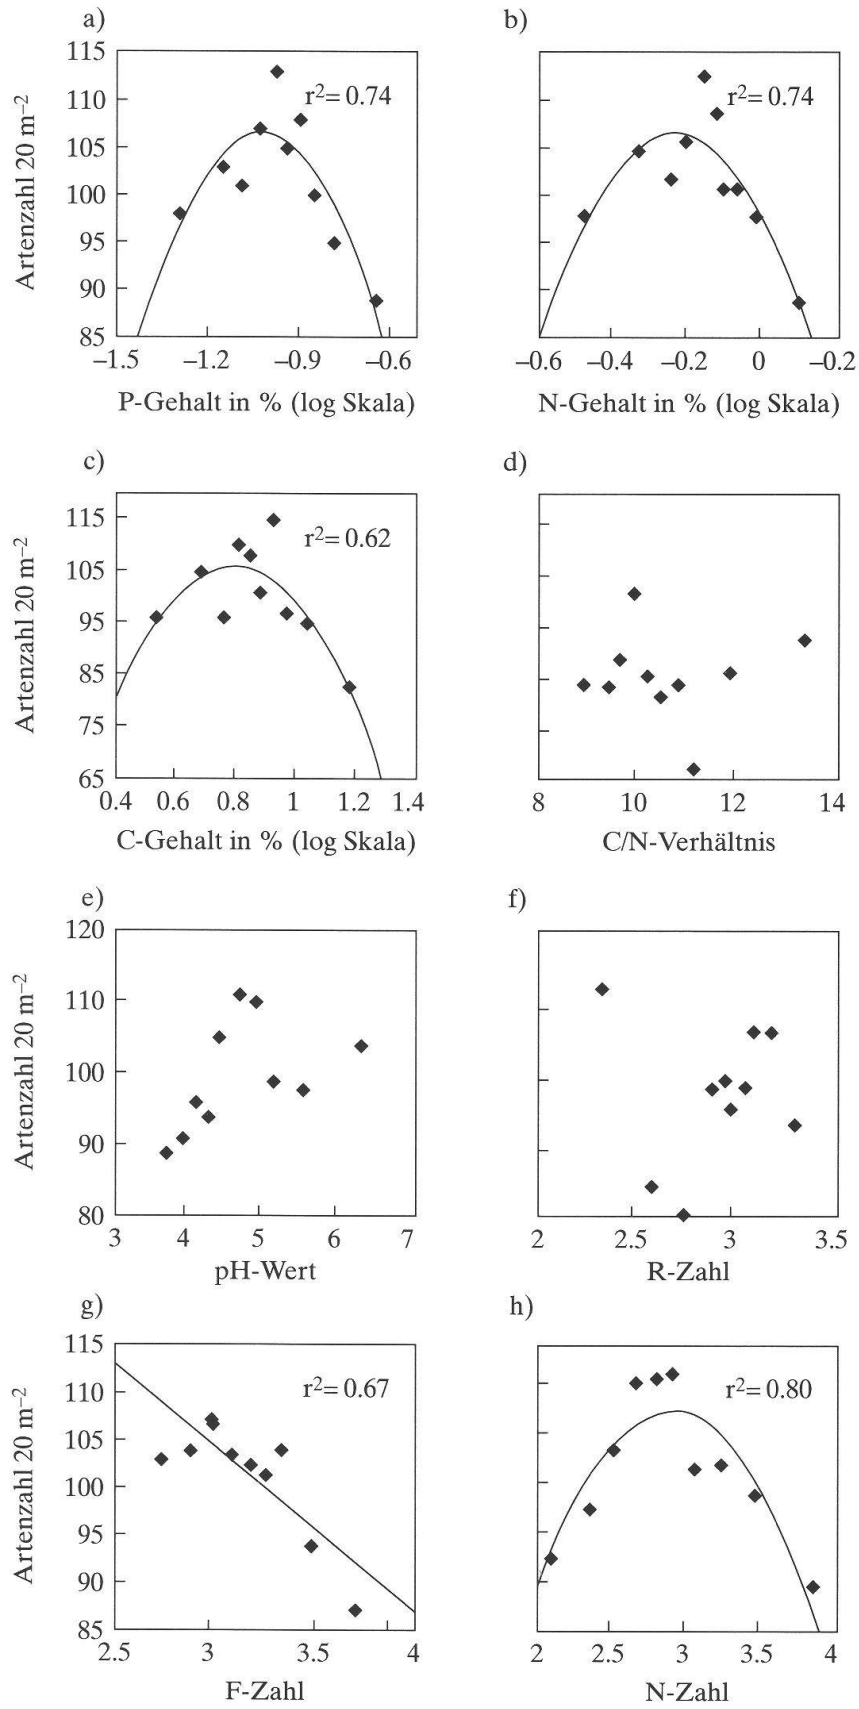 a)
115
110
105
100
95
90
85
Artenzahl 20 m⁻²
r²= 0.74
–1.5 –1.2 –0.9 –0.6
P-Gehalt in % (log Skala)
b)
r²= 0.74
–0.6 –0.4 –0.2 0 –0.2
N-Gehalt in % (log Skala)
c)
115
105
95
85
75
65
Artenzahl 20 m⁻²
r²= 0.62
0.4 0.6 0.8 1 1.2 1.4
C-Gehalt in % (log Skala)
d)
8 10 12 14
C/N-Verhältnis
e)
120
110
100
90
80
Artenzahl 20 m⁻²
3 4 5 6 7
pH-Wert
f)
2 2.5 3 3.5
R-Zahl
g)
115
110
105
100
95
90
85
Artenzahl 20 m⁻²
r²= 0.67
2.5 3 3.5 4
F-Zahl
h)
r²= 0.80
2 2.5 3 3.5 4
N-Zahl